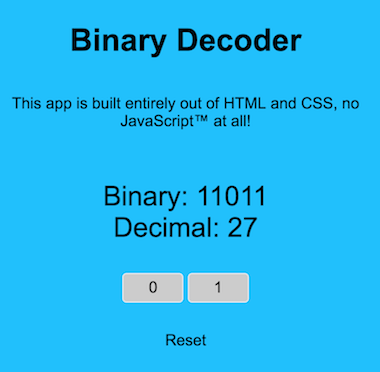 Binary Decoder
This app is built entirely out of HTML and CSS, no
JavaScript™ at all!
Binary: 11011
Decimal: 27
0 1
Reset